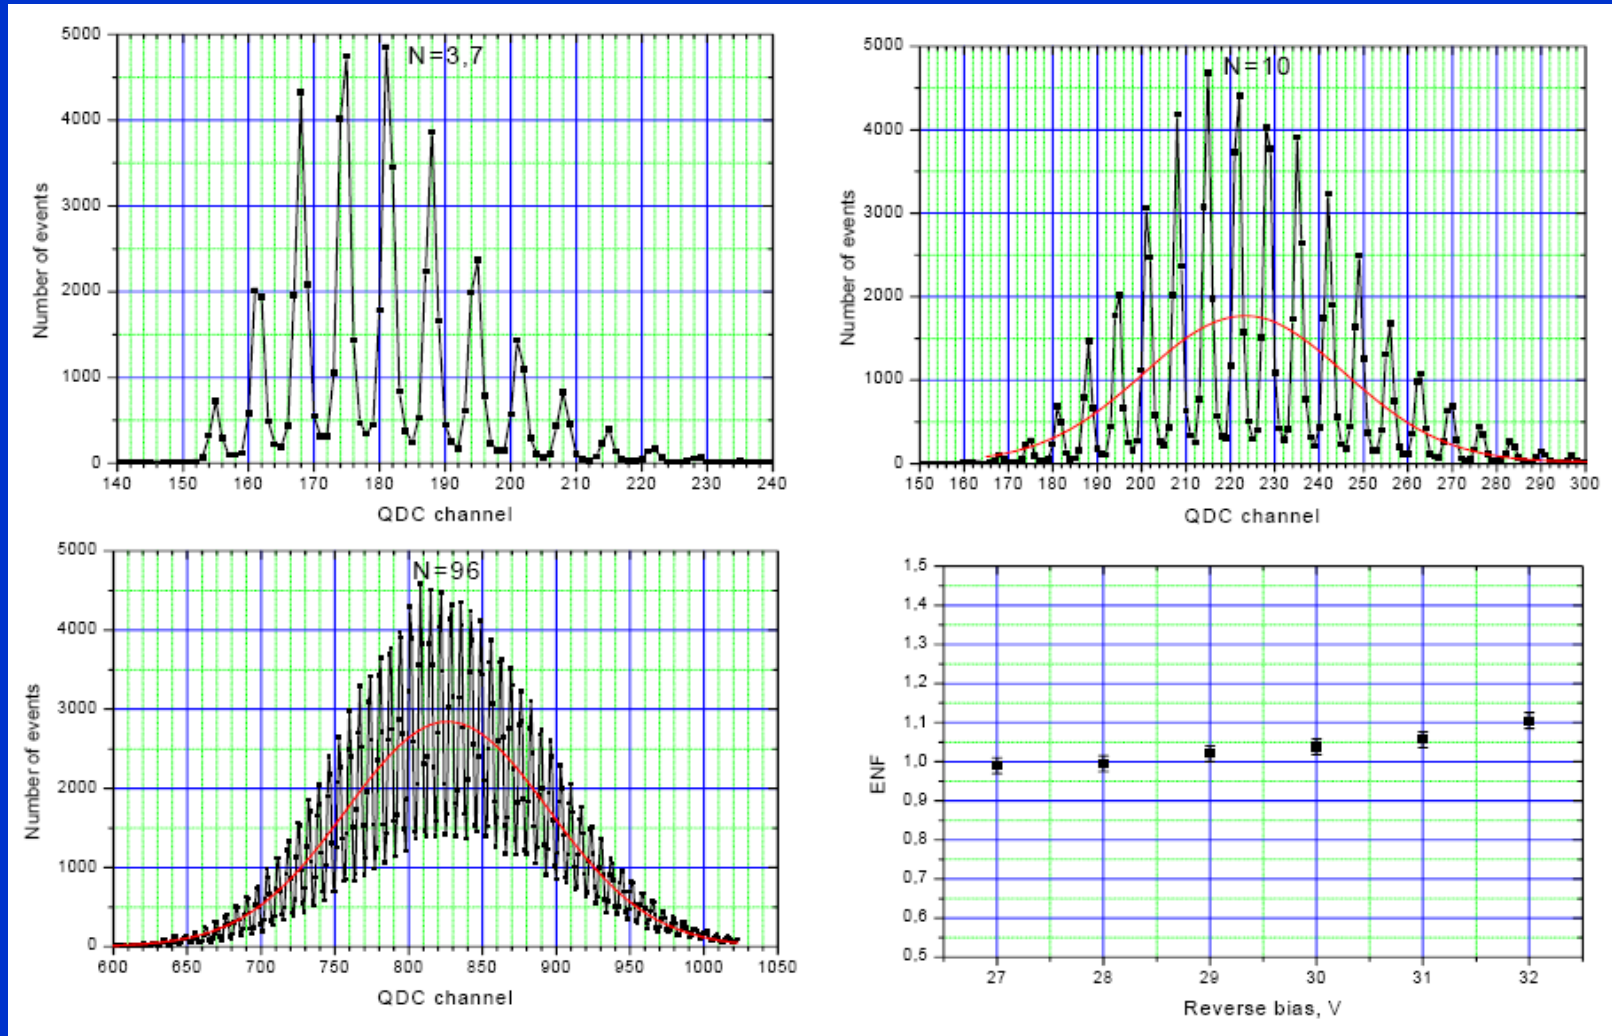 N=3,7
Number of events
5000
4000
3000
2000
1000
0
140 150 160 170 180 190 200 210 220 230 240
QDC channel
N=10
Number of events
5000
4000
3000
2000
1000
0
150 160 170 180 190 200 210 220 230 240 250 260 270 280 290 300
QDC channel
N=96
Number of events
5000
4000
3000
2000
1000
0
600 650 700 750 800 850 900 950 1000 1050
QDC channel
ENF
1,5
1,4
1,3
1,2
1,1
1,0
0,9
0,8
0,7
0,6
0,5
27 28 29 30 31 32
Reverse bias, V